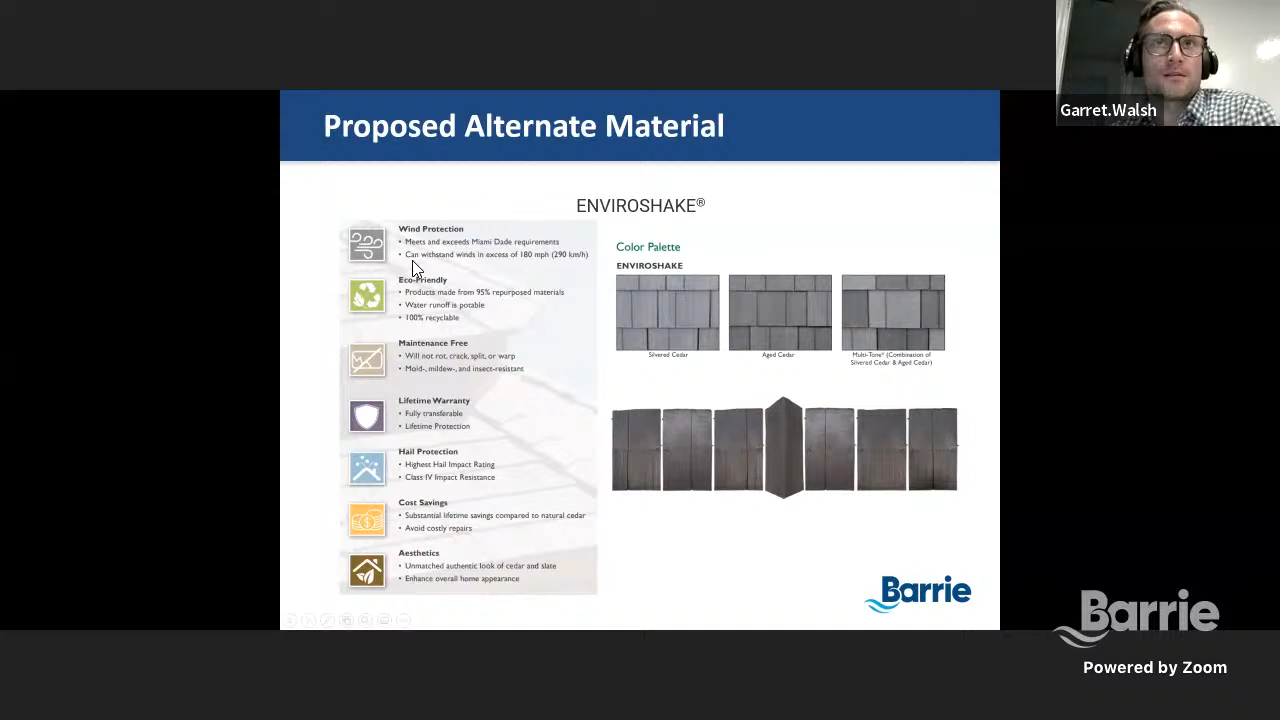 Garret.Walsh
Proposed Alternate Material
ENVIROSHAKE®
Wind Protection
• Meets and exceeds Miami Dade requirements
• Can withstand winds in excess of 180 mph (290 km/h)
Eco-Friendly
• Products made from 95% repurposed materials
• Water runoff is potable
• 100% recyclable
Maintenance Free
• Will not rot, crack, split, or warp
• Mold-, mildew-, and insect-resistant
Lifetime Warranty
• Fully transferable
• Lifetime Protection
Hail Protection
• Highest Hail Impact Rating
• Class IV Impact Resistance
Cost Savings
• Substantial lifetime savings compared to natural cedar
• Avoid costly repairs
Aesthetics
• Unmatched authentic look of cedar and slate
• Enhance overall home appearance
Color Palette
ENVIROSHAKE
Silvered Cedar
Aged Cedar
Multi-Tone* (Combination of
Silvered Cedar & Aged Cedar)
Barrie
Barrie
Powered by Zoom